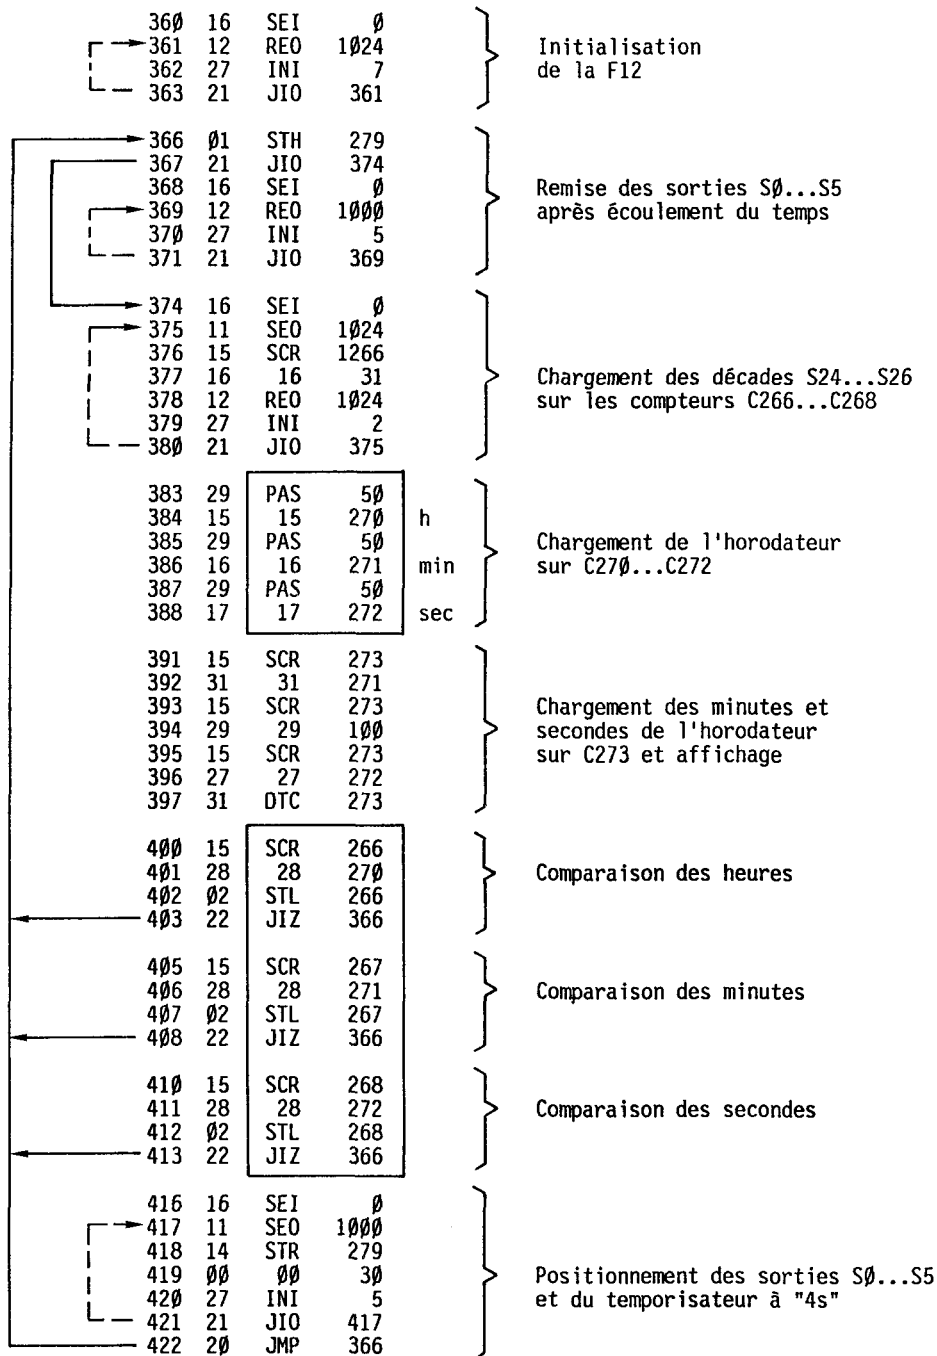 36Ø 16 SEI Ø
361 12 REO 1Ø24 Initialisation
362 27 INI 7 de la F12
363 21 JIO 361
366 Ø1 STH 279
367 21 JIO 374
368 16 SEI Ø Remise des sorties SØ...S5
369 12 REO 1ØØØ après écoulement du temps
37Ø 27 INI 5
371 21 JIO 369
374 16 SEI Ø
375 11 SEO 1Ø24
376 15 SCR 1266
377 16 16 31 Chargement des décades S24...S26
378 12 REO 1Ø24 sur les compteurs C266...C268
379 27 INI 2
38Ø 21 JIO 375
383 29 PAS 5Ø
384 15 15 27Ø h
385 29 PAS 5Ø Chargement de l'horodateur
386 16 16 271 min sur C27Ø...C272
387 29 PAS 5Ø
388 17 17 272 sec
391 15 SCR 273
392 31 31 271
393 15 SCR 273 Chargement des minutes et
394 29 29 1ØØ secondes de l'horodateur
395 15 SCR 273 sur C273 et affichage
396 27 27 272
397 31 DTC 273
4ØØ 15 SCR 266
4Ø1 28 28 27Ø Comparaison des heures
4Ø2 Ø2 STL 266
4Ø3 22 JIZ 366
4Ø5 15 SCR 267
4Ø6 28 28 271 Comparaison des minutes
4Ø7 Ø2 STL 267
4Ø8 22 JIZ 366
41Ø 15 SCR 268
411 28 28 272 Comparaison des secondes
412 Ø2 STL 268
413 22 JIZ 366
416 16 SEI Ø
417 11 SEO 1ØØØ
418 14 STR 279
419 ØØ ØØ 3Ø Positionnement des sorties SØ...S5
42Ø 27 INI 5 et du temporisateur à "4s"
421 21 JIO 417
422 2Ø JMP 366